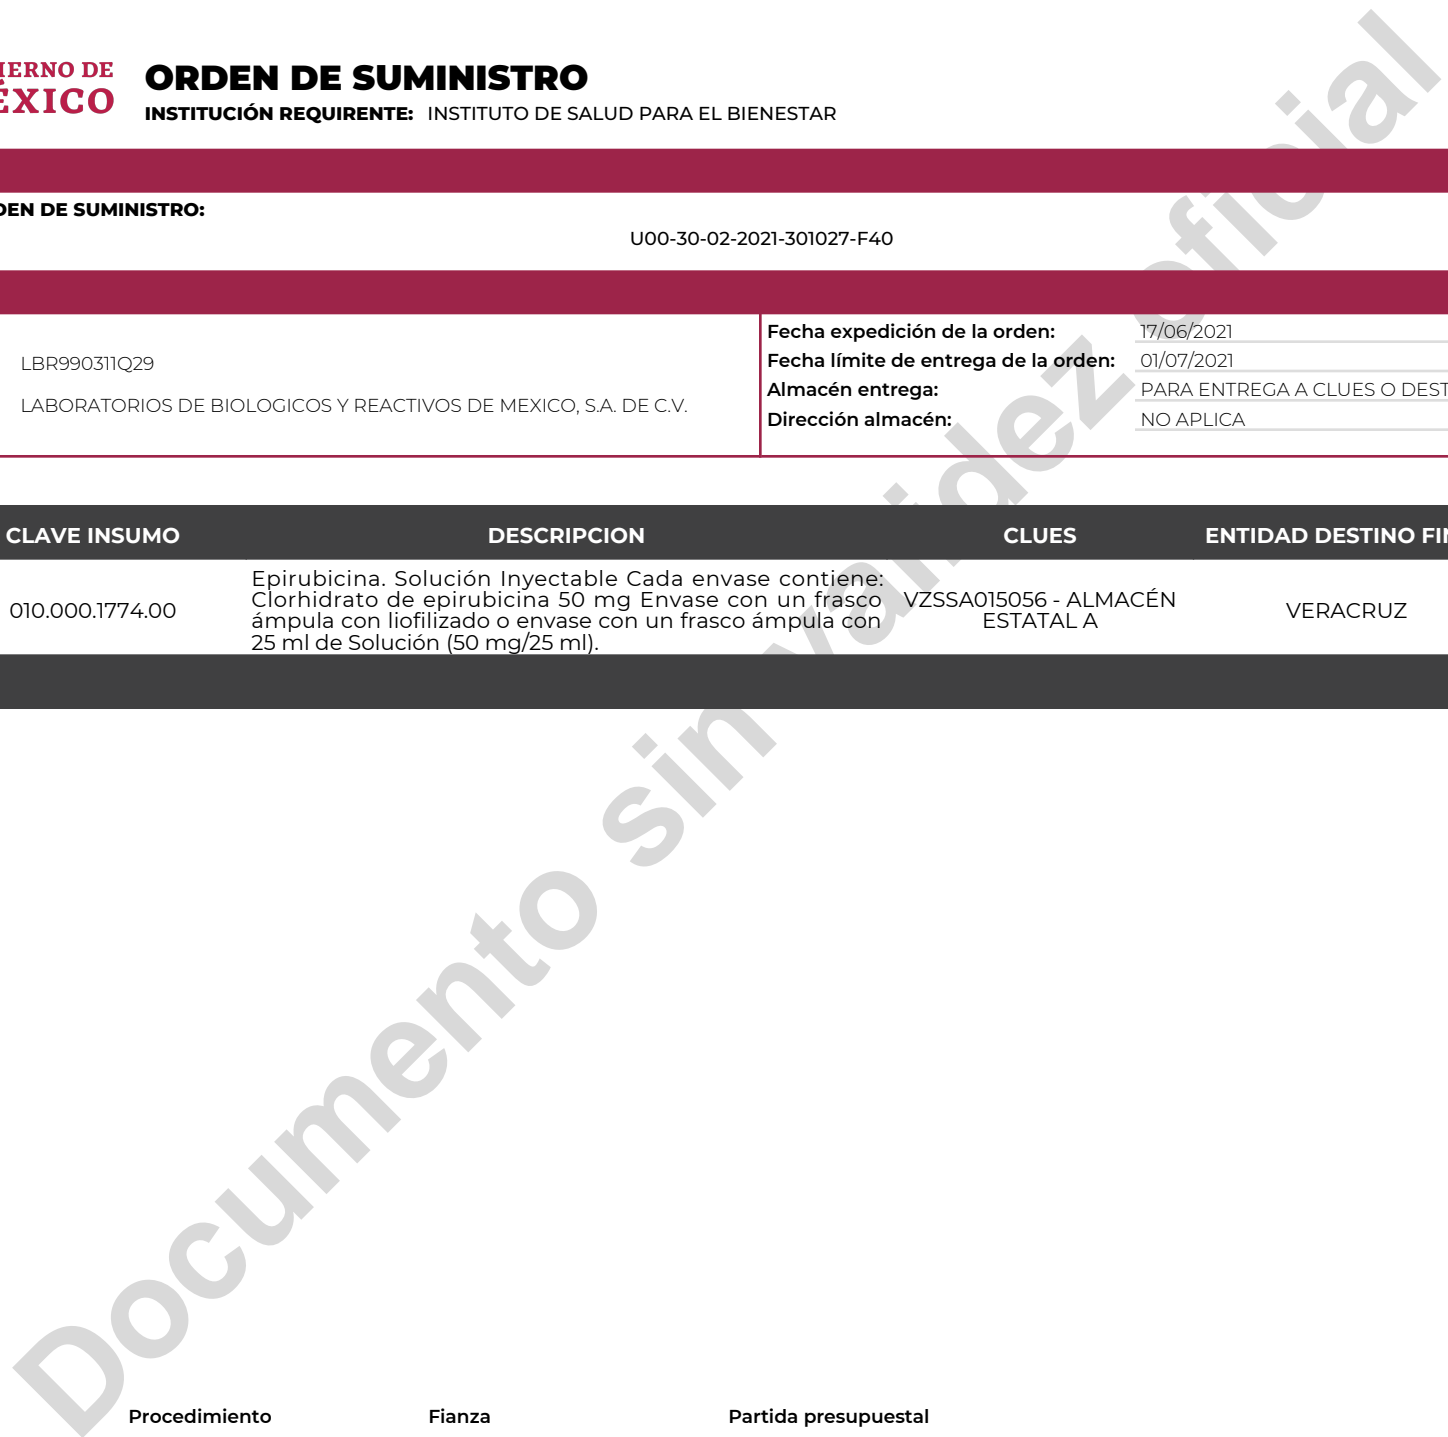 IERNO DE
ÉXICO
ORDEN DE SUMINISTRO
INSTITUCIÓN REQUIRENTE: INSTITUTO DE SALUD PARA EL BIENESTAR
DEN DE SUMINISTRO:
U00-30-02-2021-301027-F40
LBR990311Q29
LABORATORIOS DE BIOLOGICOS Y REACTIVOS DE MEXICO, S.A. DE C.V.
Fecha expedición de la orden: 17/06/2021
Fecha límite de entrega de la orden: 01/07/2021
Almacén entrega: PARA ENTREGA A CLUES O DEST
Dirección almacén: NO APLICA
CLAVE INSUMO DESCRIPCION CLUES ENTIDAD DESTINO FIN
010.000.1774.00
Epirubicina. Solución Inyectable Cada envase contiene:
Clorhidrato de epirubicina 50 mg Envase con un frasco
ámpula con liofilizado o envase con un frasco ámpula con
25 ml de Solución (50 mg/25 ml).
VZSSA015056 - ALMACÉN
ESTATAL A
VERACRUZ
Documento sin validez oficial
Procedimiento Fianza Partida presupuestal